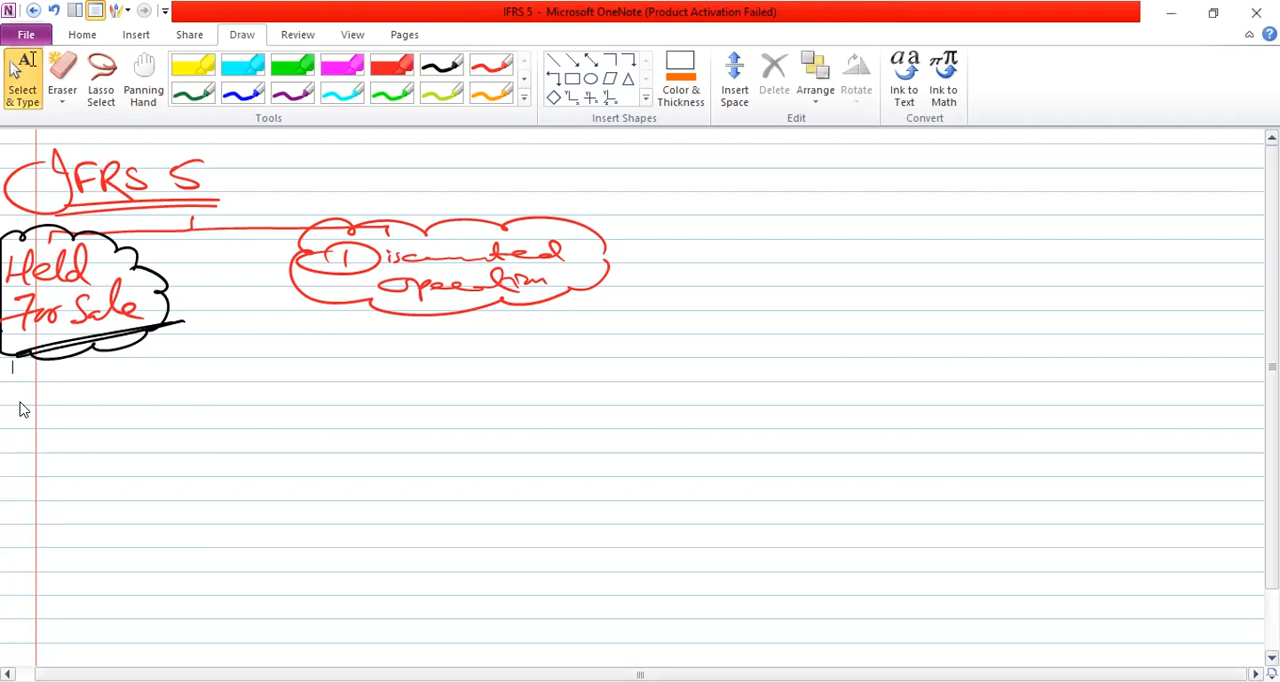 IFRS 5 - Microsoft OneNote (Product Activation Failed)
File Home Insert Share Draw Review View Pages
Select & Type
Eraser
Lasso Select
Panning Hand
Color & Thickness
Insert Space
Delete
Arrange
Rotate
Ink to Text
Ink to Math
Tools
Insert Shapes
Edit
Convert
IFRS 5
Held
For Sale
Discounted
operation